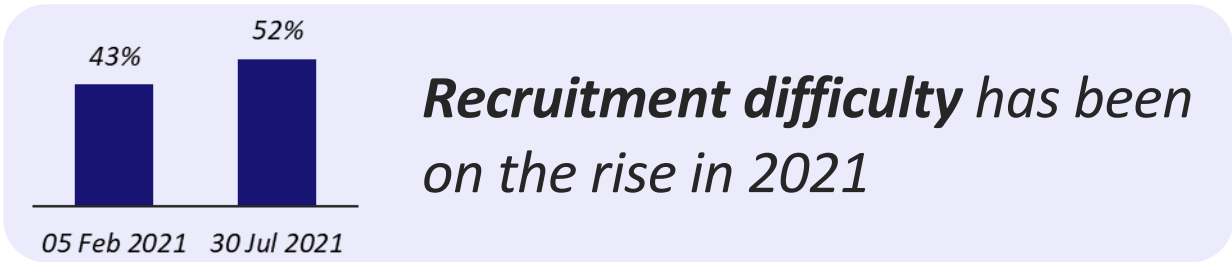 52%
43%
Recruitment difficulty has been
on the rise in 2021
05 Feb 2021 30 Jul 2021